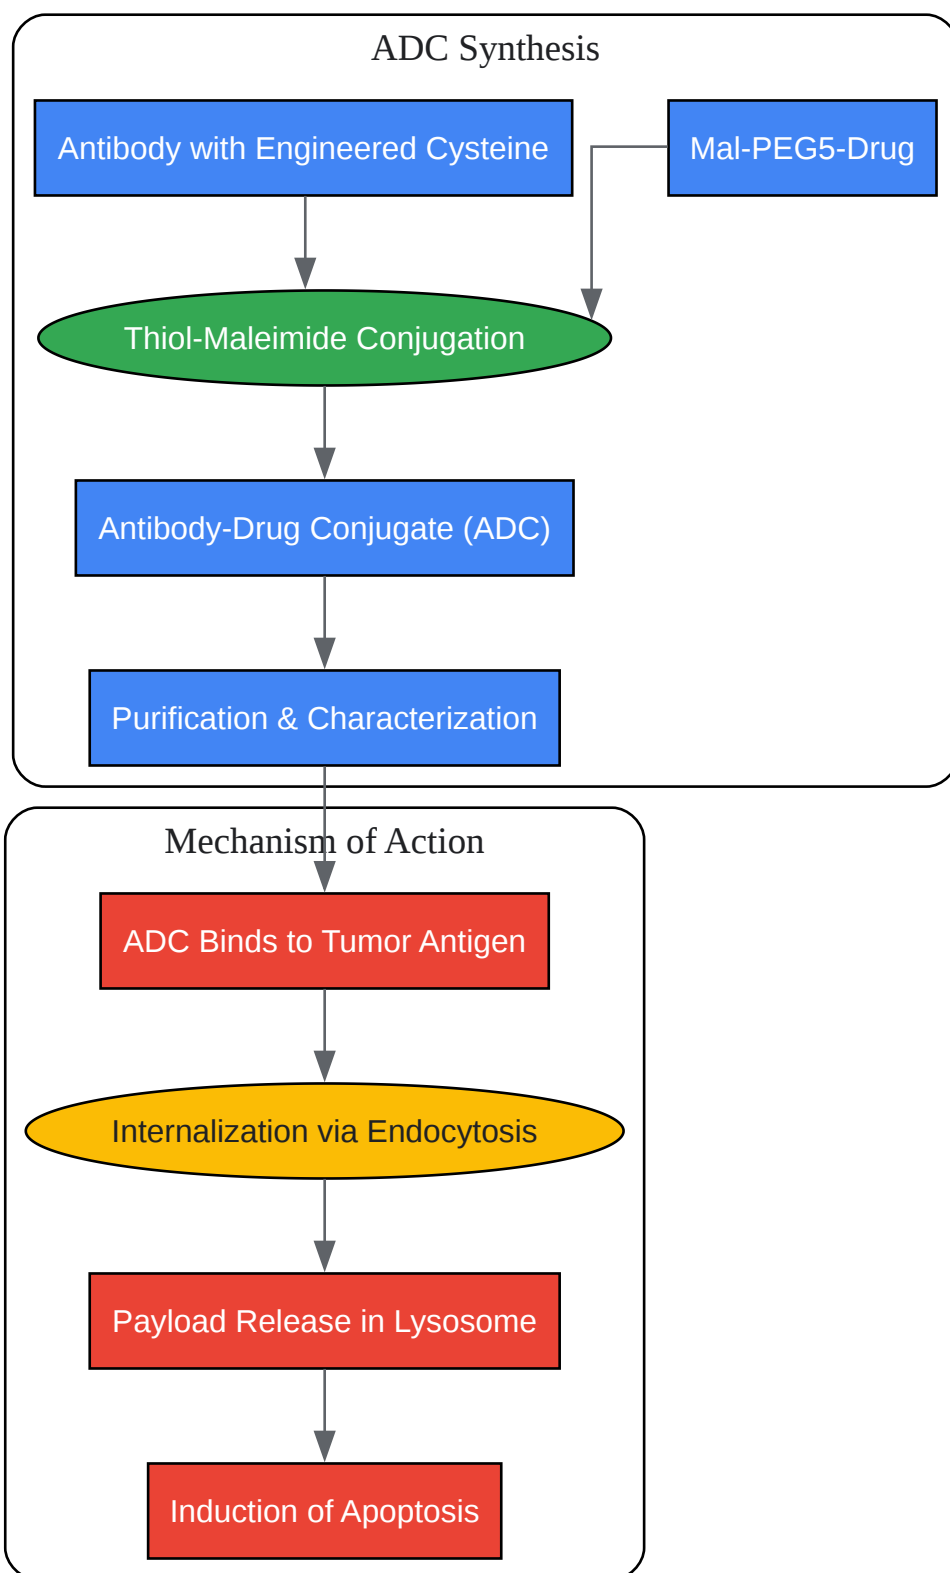 ADC Synthesis
Antibody with Engineered Cysteine
Mal-PEG5-Drug
Thiol-Maleimide Conjugation
Antibody-Drug Conjugate (ADC)
Purification & Characterization
Mechanism of Action
ADC Binds to Tumor Antigen
Internalization via Endocytosis
Payload Release in Lysosome
Induction of Apoptosis